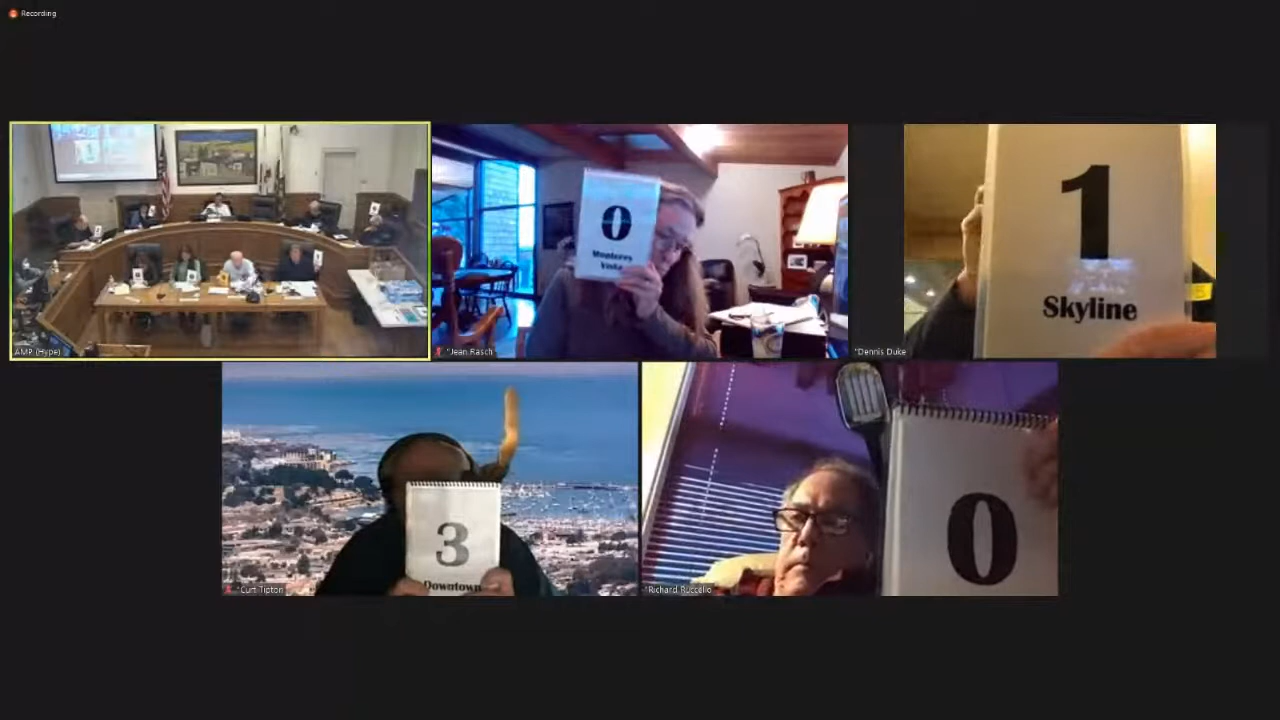 Recording
0
Monterey
Vista
1
Skyline
AMP (Hype)
*Jean Rasch
*Dennis Duke
3
Downtown
0
*Curt Tipton
*Richard Ruccello